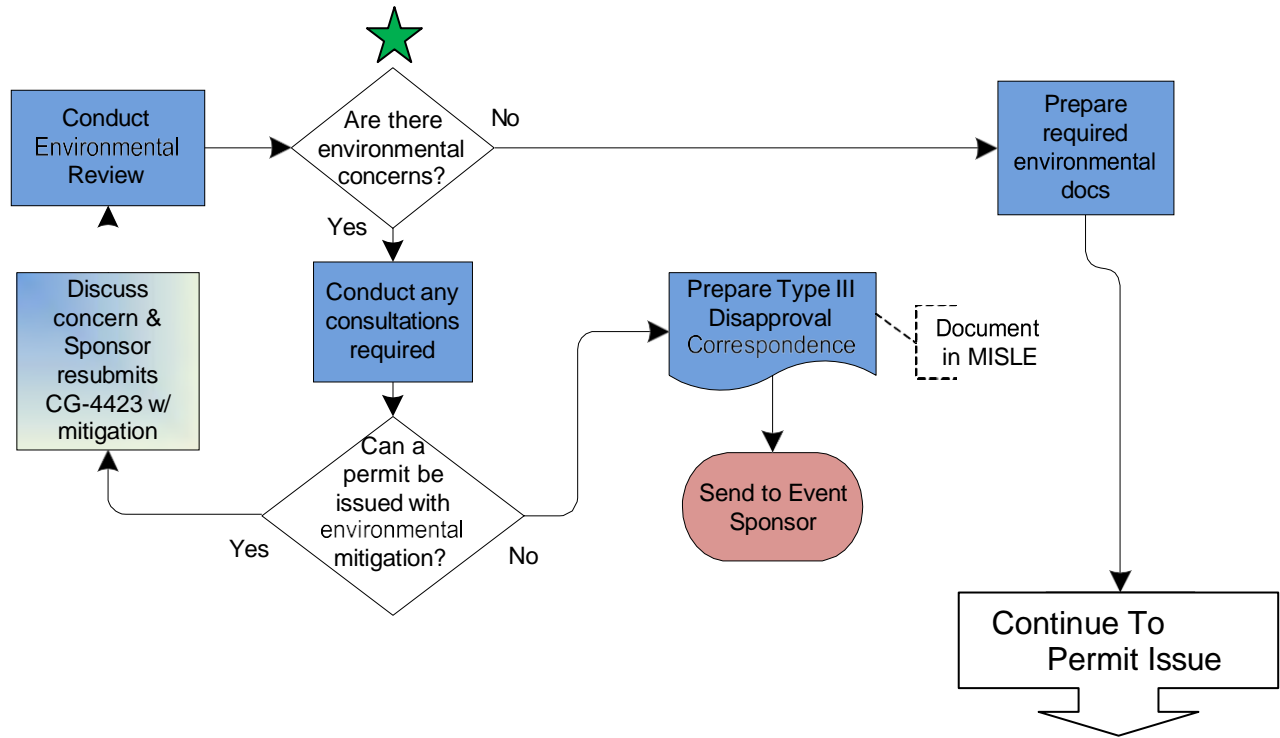 Conduct
Environmental
Review
Are there
environmental
concerns?
No
Prepare
required
environmental
docs
Yes
Discuss
concern &
Sponsor
resubmits
CG-4423 w/
mitigation
Conduct any
consultations
required
Prepare Type III
Disapproval
Correspondence
Document
in MISLE
Can a
permit be
issued with
environmental
mitigation?
Yes
No
Send to Event
Sponsor
Continue To
Permit Issue